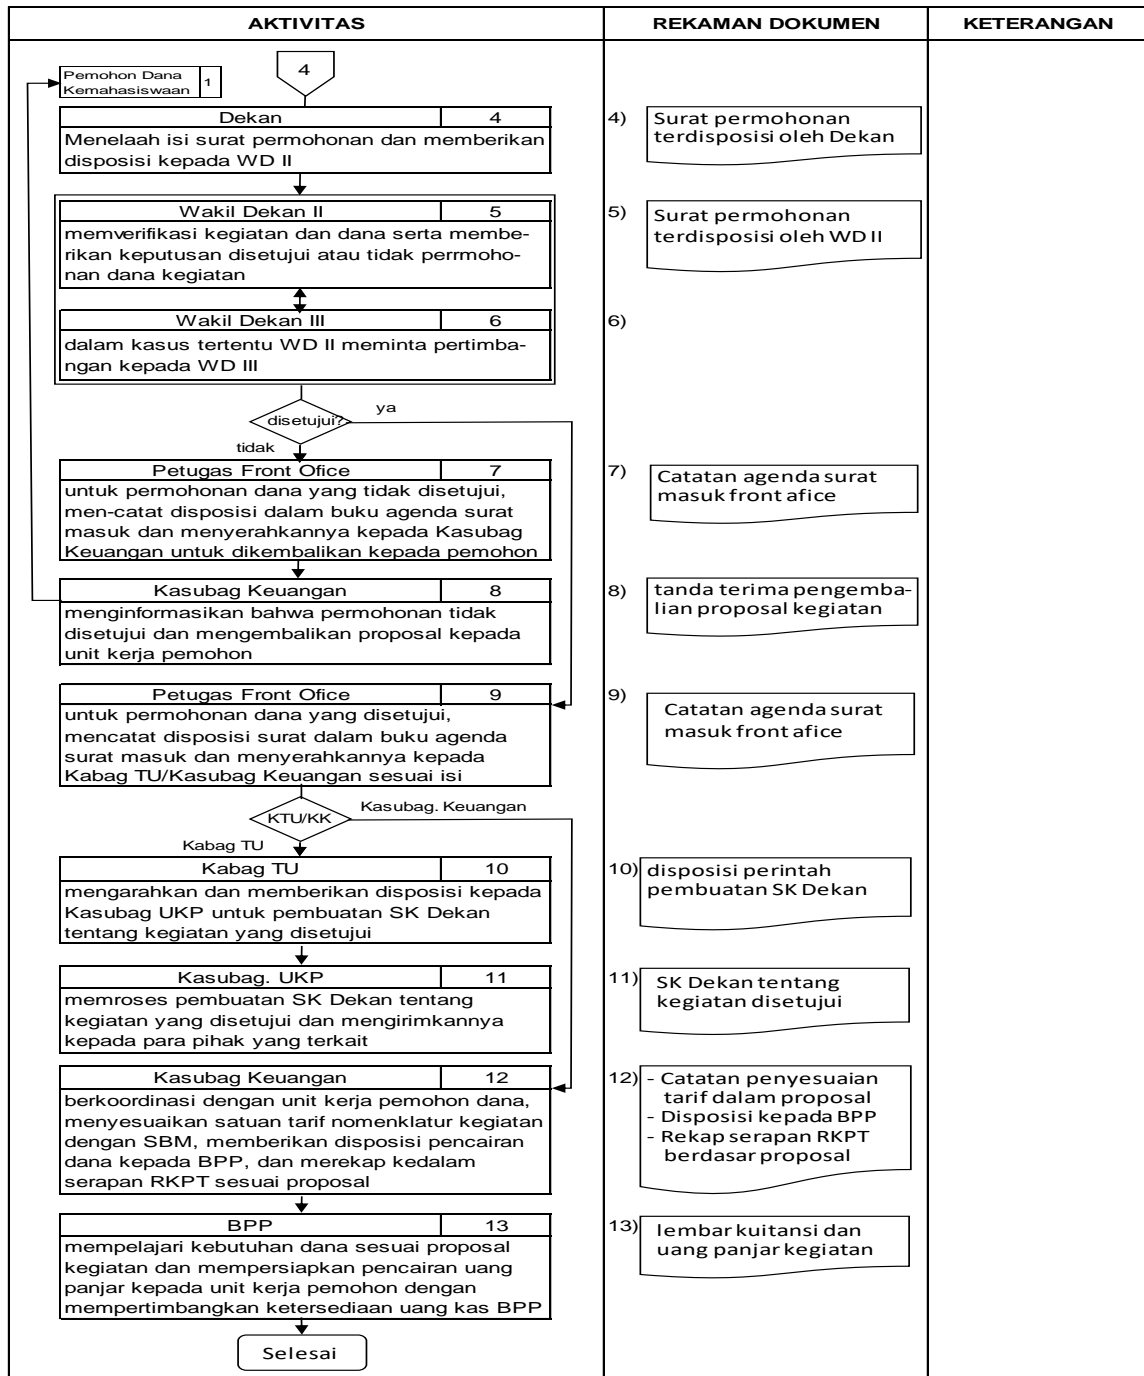 AKTIVITAS
REKAMAN DOKUMEN
KETERANGAN
Pemohon Dana
Kemahasiswaan
1
4
Dekan
4
Menelaah isi surat permohonan dan memberikan
disposisi kepada WD II
4)
Surat permohonan
terdisposisi oleh Dekan
Wakil Dekan II
5
memverifikasi kegiatan dan dana serta membe-
rikan keputusan disetujui atau tidak perrmoho-
nan dana kegiatan
5)
Surat permohonan
terdisposisi oleh WD II
Wakil Dekan III
6
dalam kasus tertentu WD II meminta pertimba-
ngan kepada WD III
6)
disetujui?
ya
tidak
Petugas Front Ofice
7
untuk permohonan dana yang tidak disetujui,
men-catat disposisi dalam buku agenda surat
masuk dan menyerahkannya kepada Kasubag
Keuangan untuk dikembalikan kepada pemohon
7)
Catatan agenda surat
masuk front afice
Kasubag Keuangan
8
menginformasikan bahwa permohonan tidak
disetujui dan mengembalikan proposal kepada
unit kerja pemohon
8)
tanda terima pengemba-
lian proposal kegiatan
Petugas Front Ofice
9
untuk permohonan dana yang disetujui,
mencatat disposisi surat dalam buku agenda
surat masuk dan menyerahkannya kepada
Kabag TU/Kasubag Keuangan sesuai isi
9)
Catatan agenda surat
masuk front afice
KTU/KK
Kasubag. Keuangan
Kabag TU
Kabag TU
10
mengarahkan dan memberikan disposisi kepada
Kasubag UKP untuk pembuatan SK Dekan
tentang kegiatan yang disetujui
10)
disposisi perintah
pembuatan SK Dekan
Kasubag. UKP
11
memroses pembuatan SK Dekan tentang
kegiatan yang disetujui dan mengirimkannya
kepada para pihak yang terkait
11)
SK Dekan tentang
kegiatan disetujui
Kasubag Keuangan
12
berkoordinasi dengan unit kerja pemohon dana,
menyesuaikan satuan tarif nomenklatur kegiatan
dengan SBM, memberikan disposisi pencairan
dana kepada BPP, dan merekap kedalam
serapan RKPT sesuai proposal
12)
- Catatan penyesuaian
tarif dalam proposal
- Disposisi kepada BPP
- Rekap serapan RKPT
berdasar proposal
BPP
13
mempelajari kebutuhan dana sesuai proposal
kegiatan dan mempersiapkan pencairan uang
panjar kepada unit kerja pemohon dengan
mempertimbangkan ketersediaan uang kas BPP
13)
lembar kuitansi dan
uang panjar kegiatan
Selesai